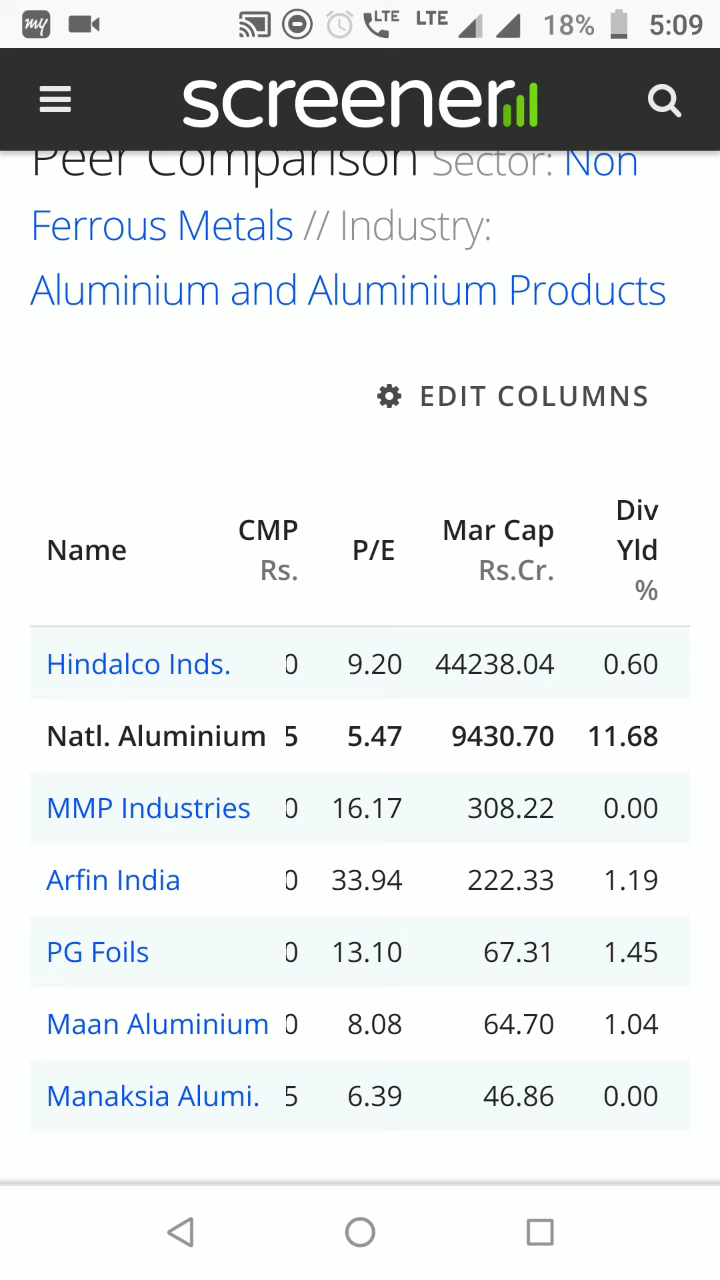 my LTE LTE 18% 5:09
screener
Peer Comparison Sector: Non
Ferrous Metals // Industry:
Aluminium and Aluminium Products
EDIT COLUMNS
Name CMP Rs. P/E Mar Cap Rs.Cr. Div Yld %
Hindalco Inds. 0 9.20 44238.04 0.60
Natl. Aluminium 5 5.47 9430.70 11.68
MMP Industries 0 16.17 308.22 0.00
Arfin India 0 33.94 222.33 1.19
PG Foils 0 13.10 67.31 1.45
Maan Aluminium 0 8.08 64.70 1.04
Manaksia Alumi. 5 6.39 46.86 0.00